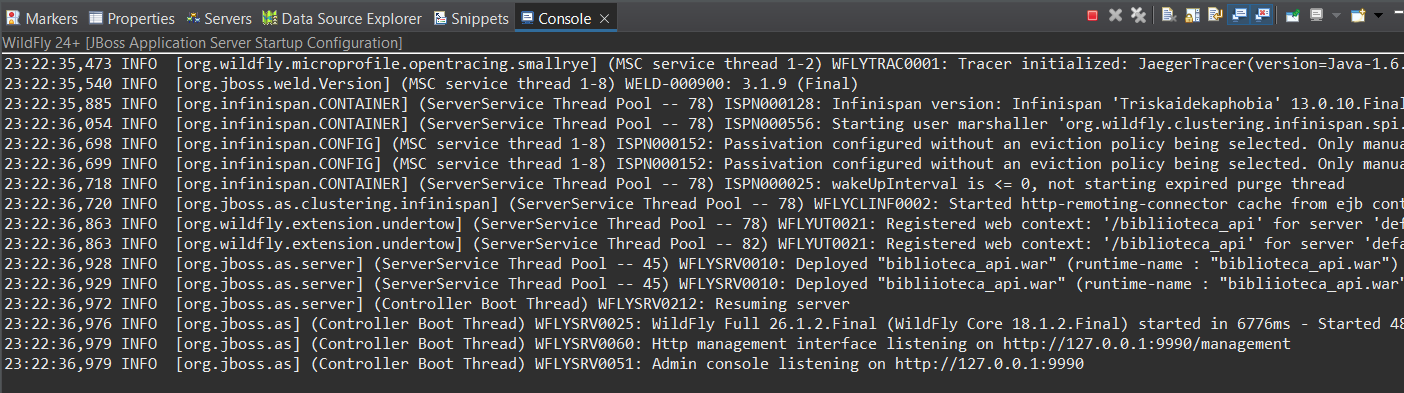 Markers Properties Servers Data Source Explorer Snippets Console
WildFly 24+ [JBoss Application Server Startup Configuration]
23:22:35,473 INFO  [org.wildfly.microprofile.opentracing.smallrye] (MSC service thread 1-2) WFLYTRAC0001: Tracer initialized: JaegerTracer(version=Java-1.6.
23:22:35,540 INFO  [org.jboss.weld.Version] (MSC service thread 1-8) WELD-000900: 3.1.9 (Final)
23:22:35,885 INFO  [org.infinispan.CONTAINER] (ServerService Thread Pool -- 78) ISPN000128: Infinispan version: Infinispan 'Triskaidekaphobia' 13.0.10.Final
23:22:36,054 INFO  [org.infinispan.CONTAINER] (ServerService Thread Pool -- 78) ISPN000556: Starting user marshaller 'org.wildfly.clustering.infinispan.spi.
23:22:36,698 INFO  [org.infinispan.CONFIG] (MSC service thread 1-8) ISPN000152: Passivation configured without an eviction policy being selected. Only manua
23:22:36,699 INFO  [org.infinispan.CONFIG] (MSC service thread 1-8) ISPN000152: Passivation configured without an eviction policy being selected. Only manua
23:22:36,718 INFO  [org.infinispan.CONTAINER] (ServerService Thread Pool -- 78) ISPN000025: wakeUpInterval is <= 0, not starting expired purge thread
23:22:36,720 INFO  [org.jboss.as.clustering.infinispan] (ServerService Thread Pool -- 78) WFLYCLINF0002: Started http-remoting-connector cache from ejb cont
23:22:36,863 INFO  [org.wildfly.extension.undertow] (ServerService Thread Pool -- 78) WFLYUT0021: Registered web context: '/bibliioteca_api' for server 'def
23:22:36,863 INFO  [org.wildfly.extension.undertow] (ServerService Thread Pool -- 82) WFLYUT0021: Registered web context: '/biblioteca_api' for server 'defa
23:22:36,928 INFO  [org.jboss.as.server] (ServerService Thread Pool -- 45) WFLYSRV0010: Deployed "biblioteca_api.war" (runtime-name : "biblioteca_api.war")
23:22:36,929 INFO  [org.jboss.as.server] (ServerService Thread Pool -- 45) WFLYSRV0010: Deployed "bibliioteca_api.war" (runtime-name : "bibliioteca_api.war"
23:22:36,972 INFO  [org.jboss.as.server] (Controller Boot Thread) WFLYSRV0212: Resuming server
23:22:36,976 INFO  [org.jboss.as] (Controller Boot Thread) WFLYSRV0025: WildFly Full 26.1.2.Final (WildFly Core 18.1.2.Final) started in 6776ms - Started 48
23:22:36,979 INFO  [org.jboss.as] (Controller Boot Thread) WFLYSRV0060: Http management interface listening on http://127.0.0.1:9990/management
23:22:36,979 INFO  [org.jboss.as] (Controller Boot Thread) WFLYSRV0051: Admin console listening on http://127.0.0.1:9990